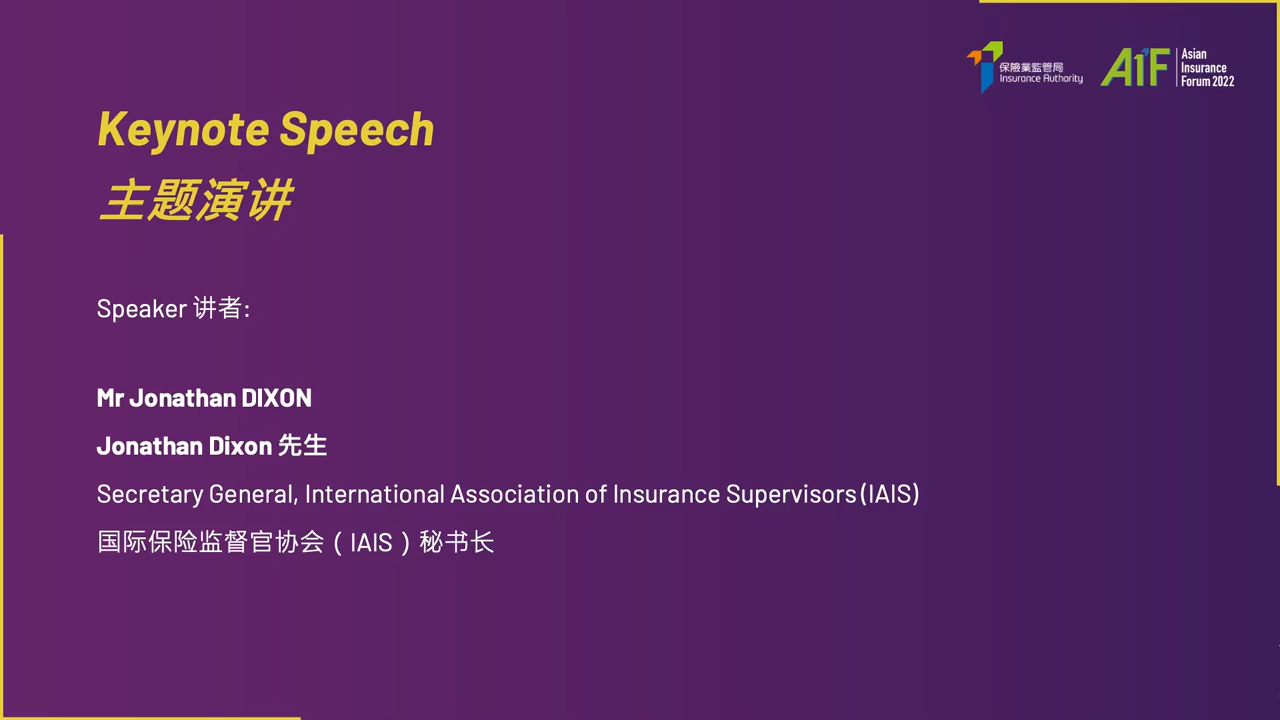 保險業監管局
Insurance Authority
AIF
Asian
Insurance
Forum 2022
Keynote Speech
主题演讲
Speaker 讲者:
Mr Jonathan DIXON
Jonathan Dixon 先生
Secretary General, International Association of Insurance Supervisors (IAIS)
国际保险监督官协会（IAIS）秘书长